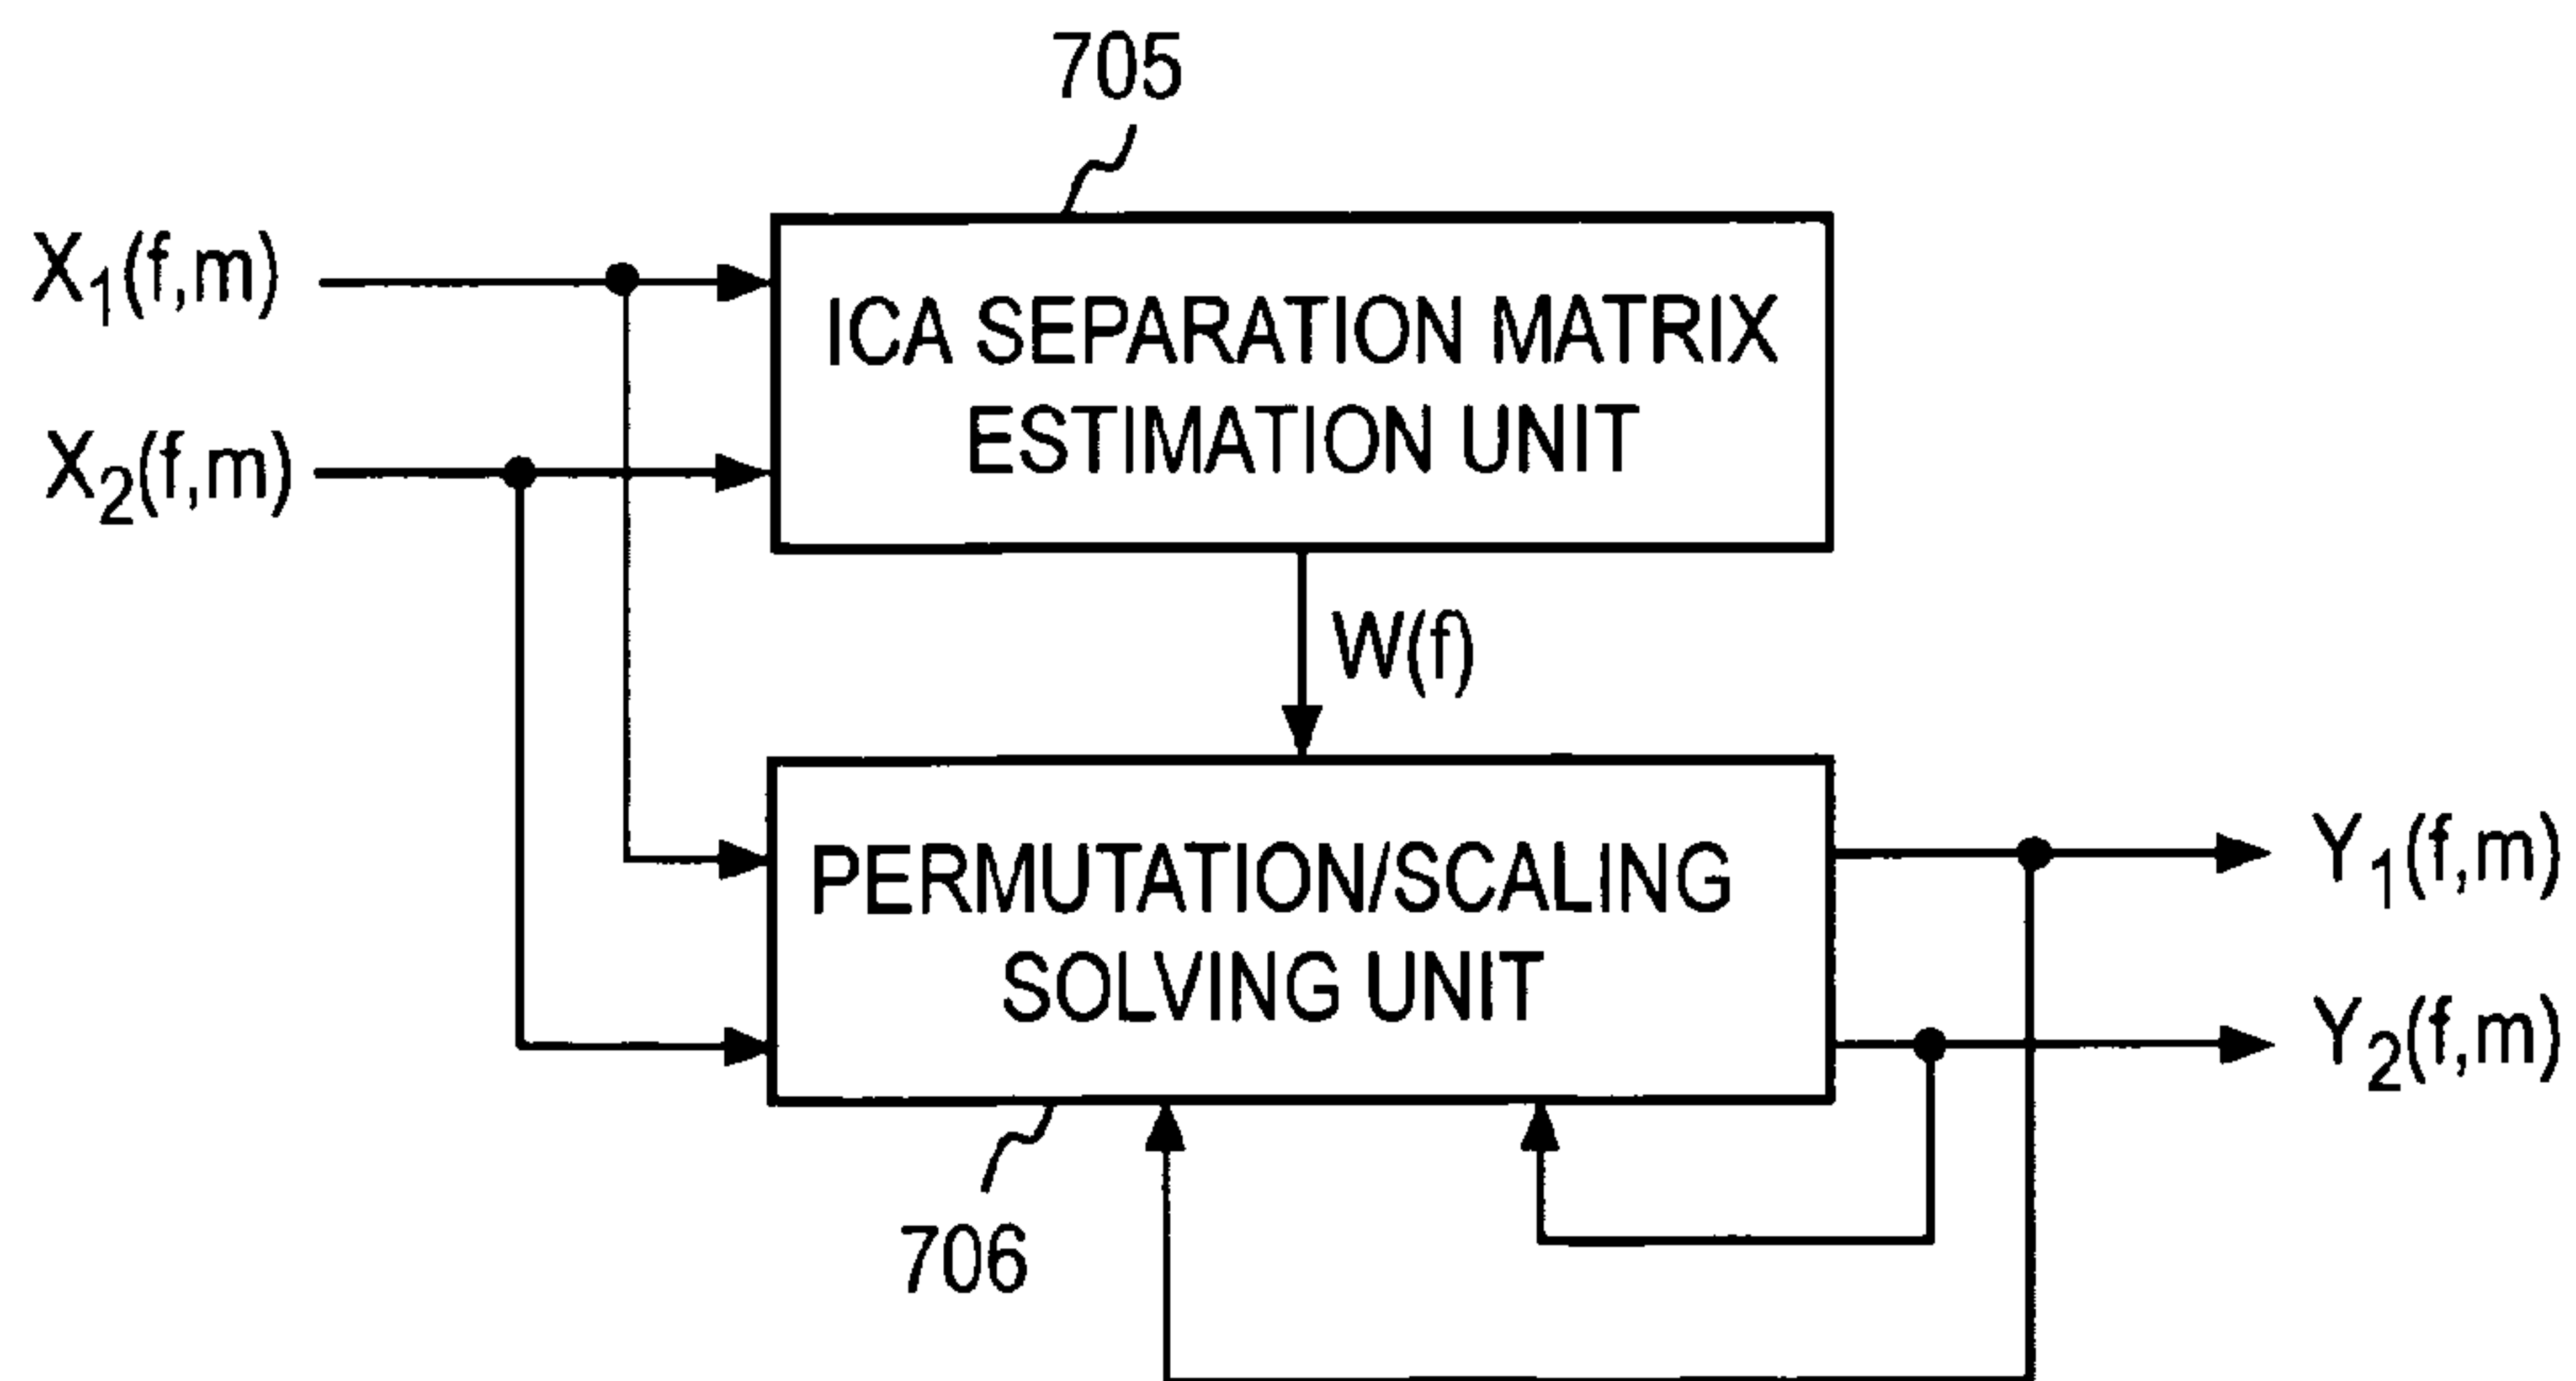 705
X1(f,m)
ICA SEPARATION MATRIX
ESTIMATION UNIT
X2(f,m)
W(f)
PERMUTATION/SCALING
SOLVING UNIT
Y1(f,m)
Y2(f,m)
706